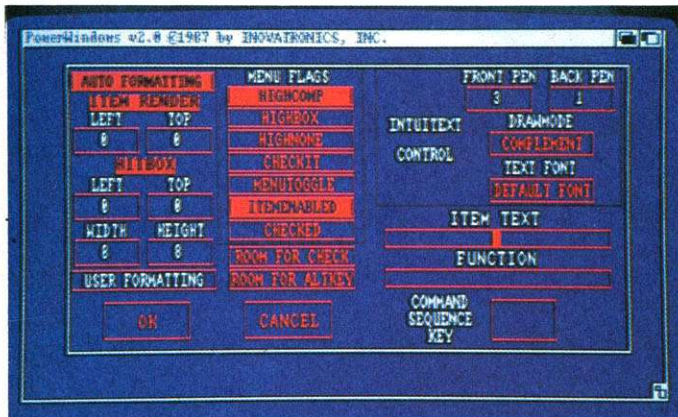 PowerWindows v2.0 ©1987 by INOVATRONICS, INC.
AUTO FORMATTING
ITEM RENDER
LEFT TOP
0 0
HITBOX
LEFT TOP
0 0
WIDTH HEIGHT
0 0
USER FORMATTING
OK
MENU FLAGS
HIGHCOMP
HIGHBOX
HIGHNONE
CHECKIT
MENUTOGGLE
ITEMENABLED
CHECKED
ROOM FOR CHECK
ROOM FOR ALTKEY
CANCEL
FRONT PEN BACK PEN
3 1
INTUITEXT
CONTROL
DRAWMODE
COMPLEMENT
TEXT FONT
DEFAULT FONT
ITEM TEXT
FUNCTION
COMMAND
SEQUENCE
KEY